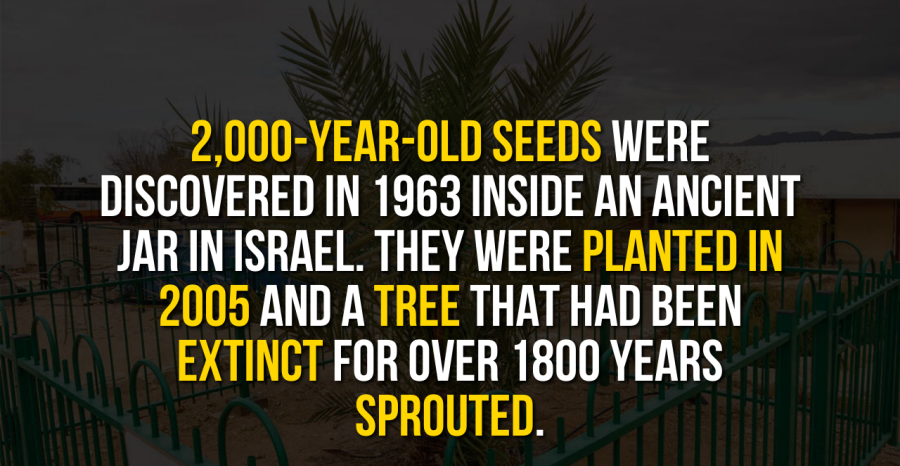 2,000-YEAR-OLD SEEDS WERE
DISCOVERED IN 1963 INSIDE AN ANCIENT
JAR IN ISRAEL. THEY WERE PLANTED IN
2005 AND A TREE THAT HAD BEEN
EXTINCT FOR OVER 1800 YEARS
SPROUTED.